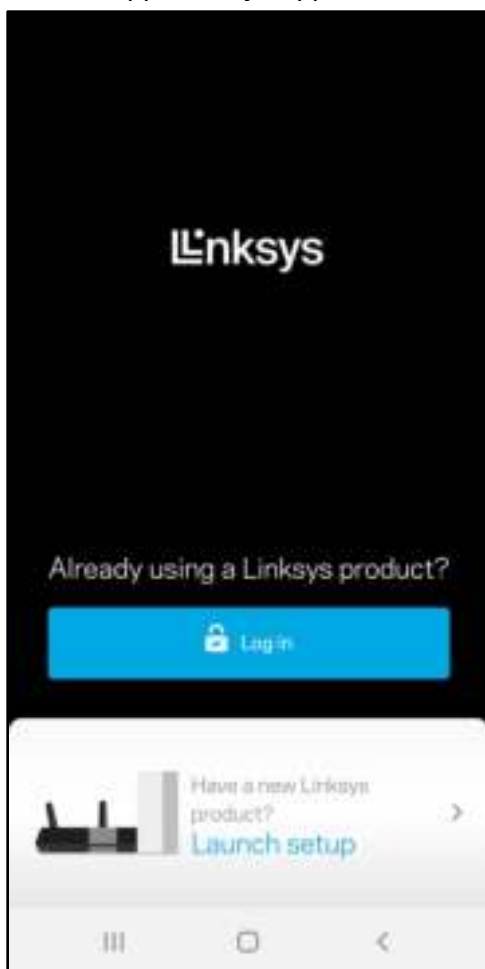 Linksys
Already using a Linksys product?
Log in
Have a new Linksys
product?
Launch setup